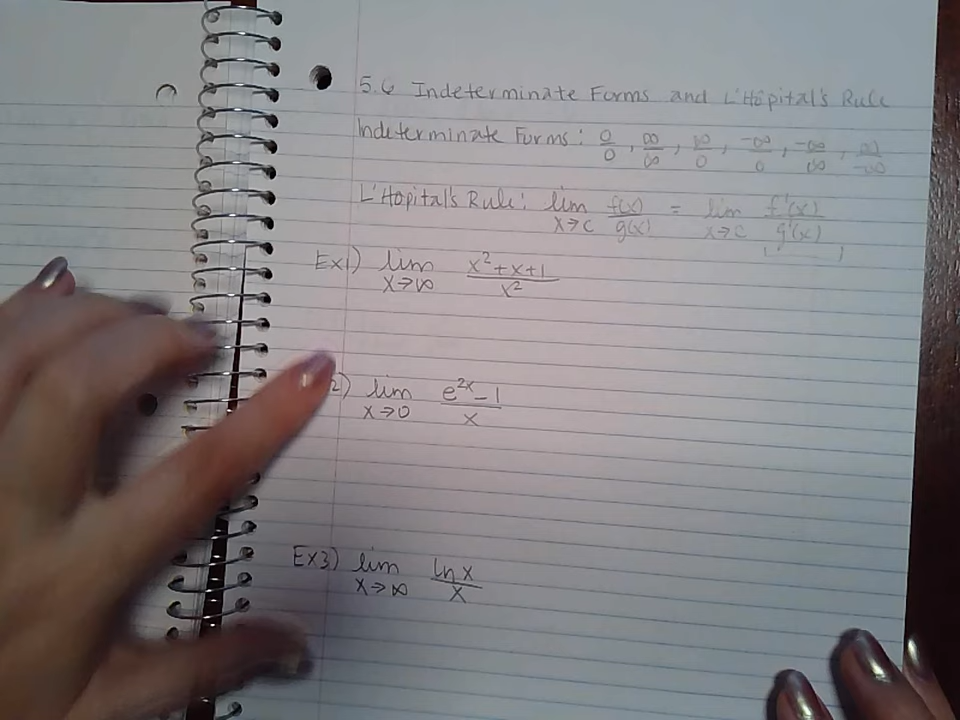 5.6 Indeterminate Forms and L'Hôpital's Rule
Indeterminate Forms: 0/0, ∞/∞, ∞/0, -∞/0, -∞/∞, ∞/-∞
L'Hôpital's Rule: lim x→c f(x)/g(x) = lim x→c f'(x)/g'(x)
Ex1) lim x→∞ (x²+x+1)/x²
2) lim x→0 (e^2x - 1)/x
Ex3) lim x→∞ ln x/x